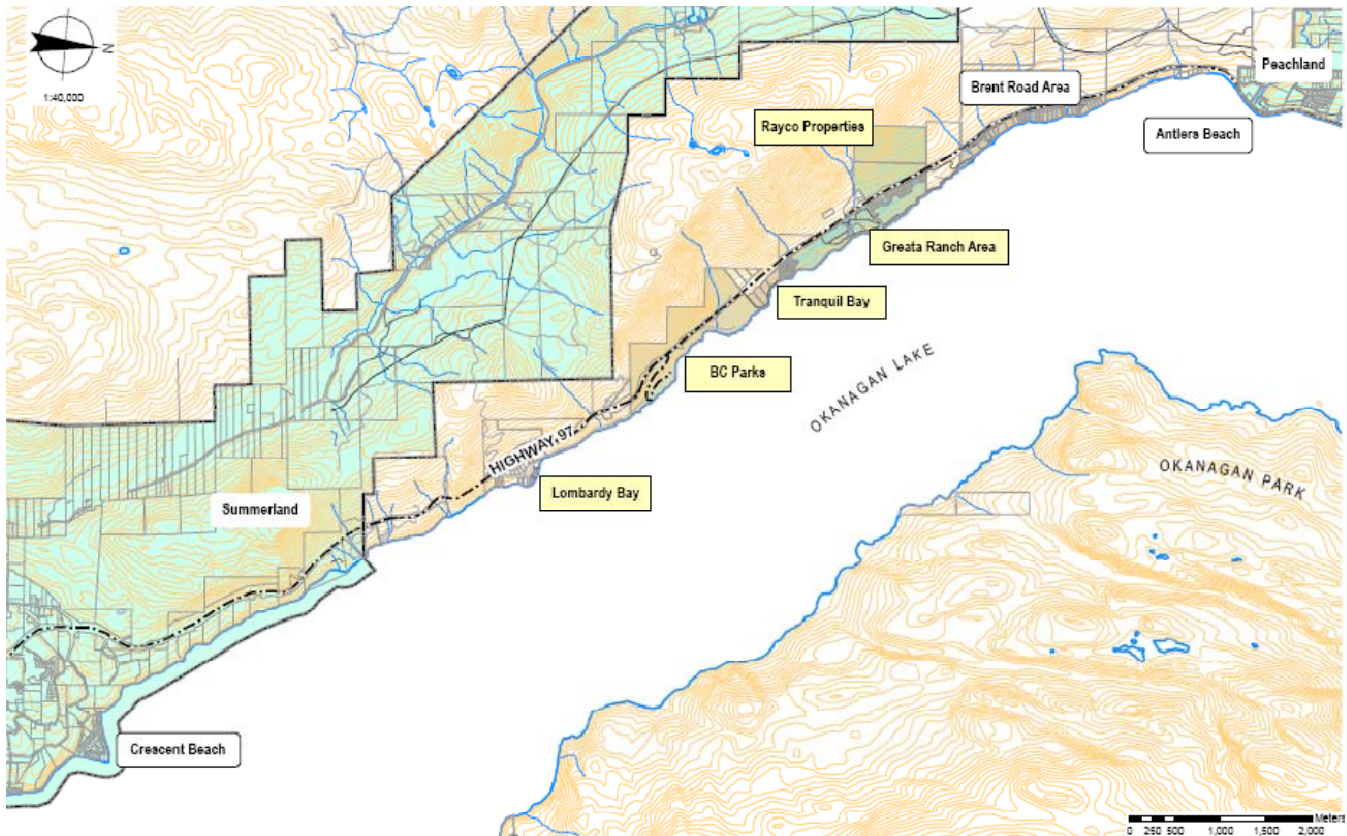 N
1:40,000
Peachland
Brent Road Area
Rayco Properties
Antlers Beach
Greata Ranch Area
Tranquil Bay
BC Parks
OKANAGAN LAKE
HIGHWAY 97
OKANAGAN PARK
Lombardy Bay
Summerland
Crescent Beach
Meters
0 250 500 1,000 1,500 2,000